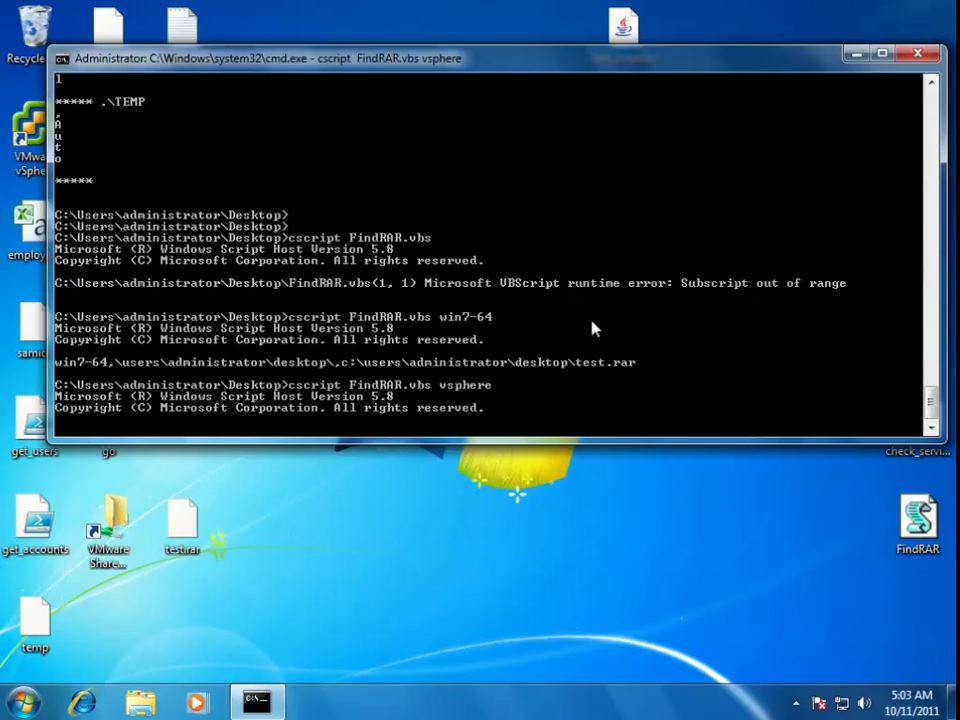 Recycle
Administrator: C:\Windows\system32\cmd.exe - cscript FindRAR.vbs vsphere
l
***** .\TEMP
,
A
u
t
o
*****
C:\Users\administrator\Desktop>
C:\Users\administrator\Desktop>
C:\Users\administrator\Desktop>cscript FindRAR.vbs
Microsoft (R) Windows Script Host Version 5.8
Copyright (C) Microsoft Corporation. All rights reserved.
C:\Users\administrator\Desktop\FindRAR.vbs(1, 1) Microsoft VBScript runtime error: Subscript out of range
C:\Users\administrator\Desktop>cscript FindRAR.vbs win7-64
Microsoft (R) Windows Script Host Version 5.8
Copyright (C) Microsoft Corporation. All rights reserved.
win7-64,\users\administrator\desktop\,c:\users\administrator\desktop\test.rar
C:\Users\administrator\Desktop>cscript FindRAR.vbs vsphere
Microsoft (R) Windows Script Host Version 5.8
Copyright (C) Microsoft Corporation. All rights reserved.
VMwa
vSphe
employ
samid
get_users
go
check_servi...
get_accounts
VMware
Share...
test.rar
FindRAR
temp
5:03 AM
10/11/2011